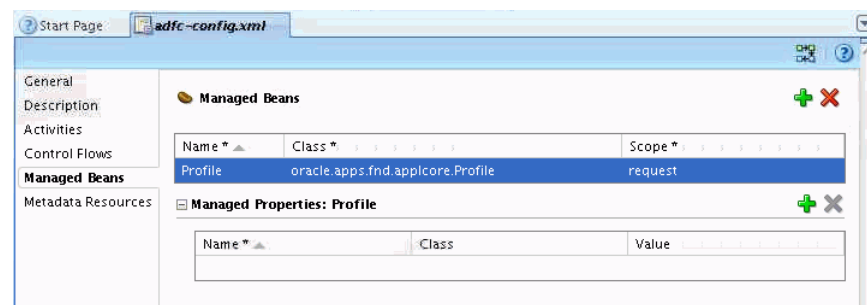 Start Page adfc-config.xml
General
Description
Activities
Control Flows
Managed Beans
Metadata Resources
Managed Beans
Name * Class * Scope *
Profile oracle.apps.fnd.applcore.Profile request
Managed Properties: Profile
Name * Class Value